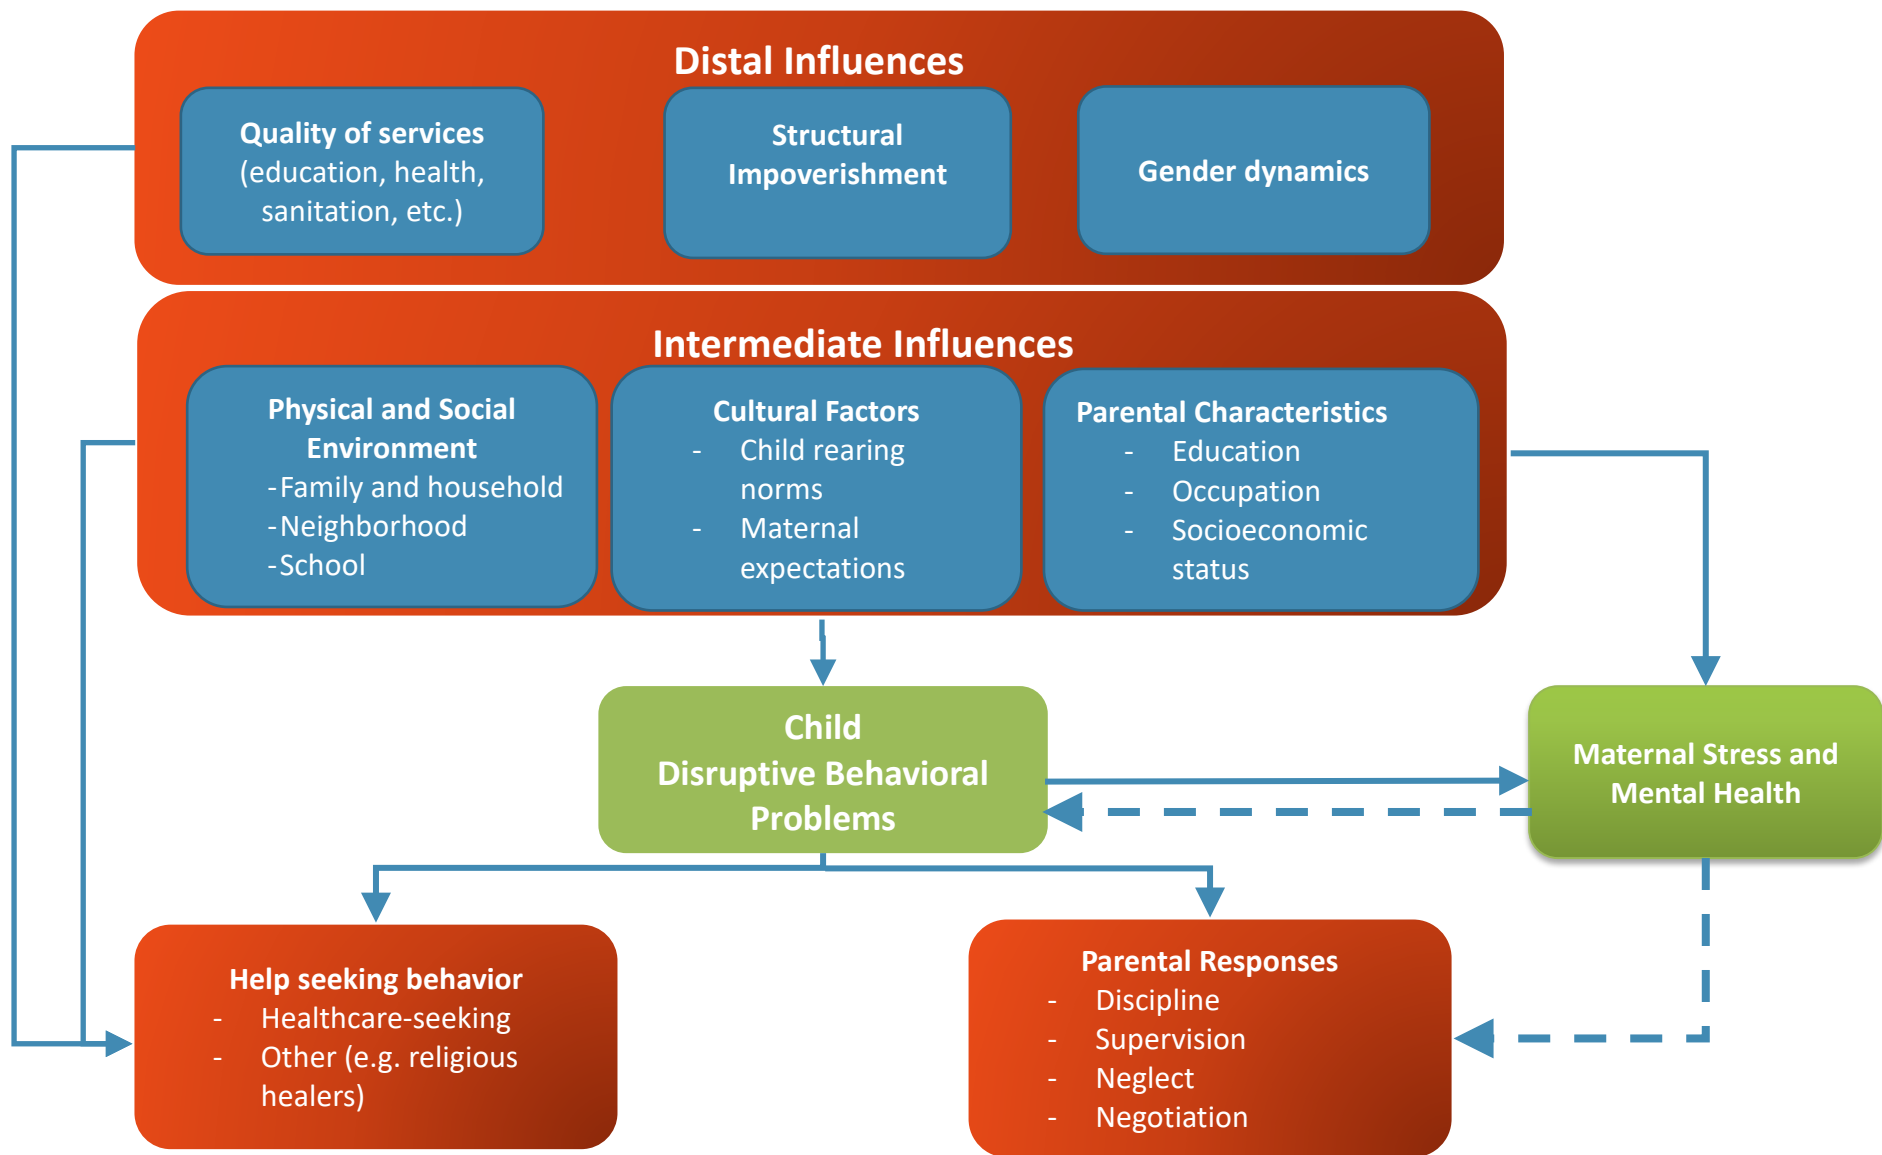 Distal Influences
Quality of services
(education, health,
sanitation, etc.)
Structural
Impoverishment
Gender dynamics
Intermediate Influences
Physical and Social
Environment
-Family and household
-Neighborhood
-School
Cultural Factors
- Child rearing
norms
- Maternal
expectations
Parental Characteristics
- Education
- Occupation
- Socioeconomic
status
Child
Disruptive Behavioral
Problems
Maternal Stress and
Mental Health
Help seeking behavior
- Healthcare-seeking
- Other (e.g. religious
healers)
Parental Responses
- Discipline
- Supervision
- Neglect
- Negotiation